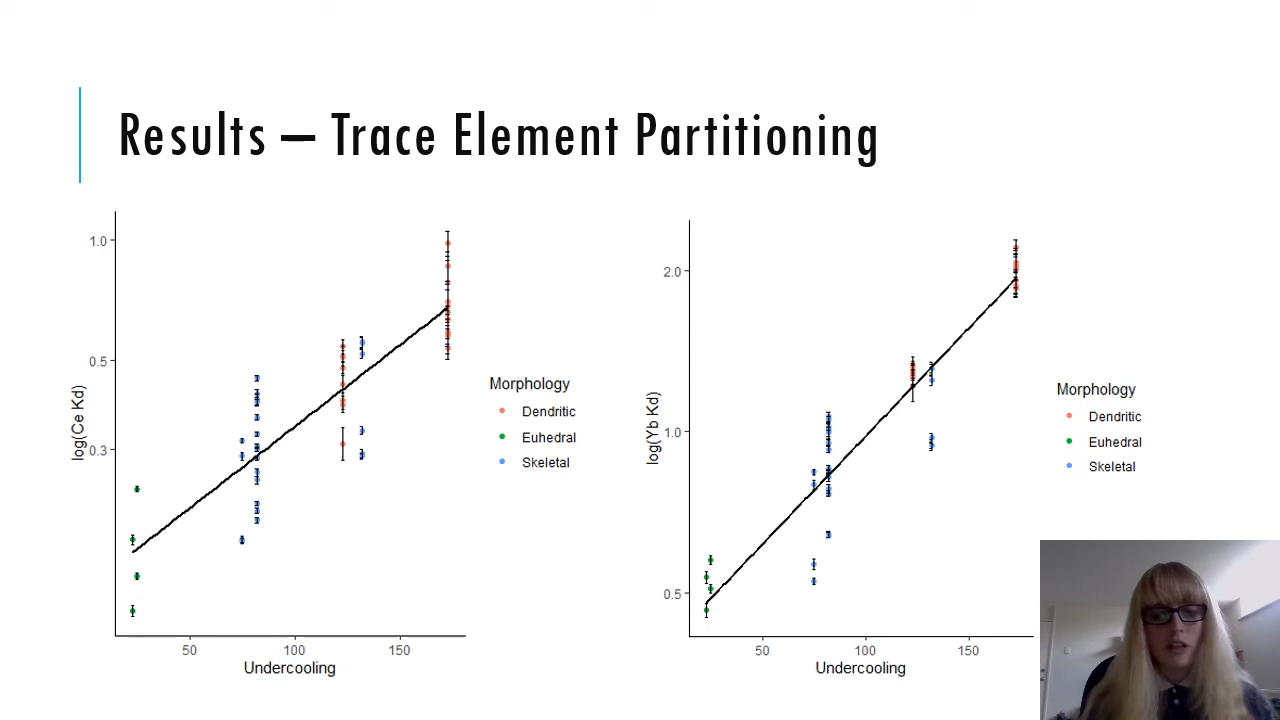 Results – Trace Element Partitioning
1.0
0.5
0.3
log(Ce Kd)
50 100 150
Undercooling
Morphology
Dendritic
Euhedral
Skeletal
2.0
1.0
0.5
log(Yb Kd)
50 100 150
Undercooling
Morphology
Dendritic
Euhedral
Skeletal